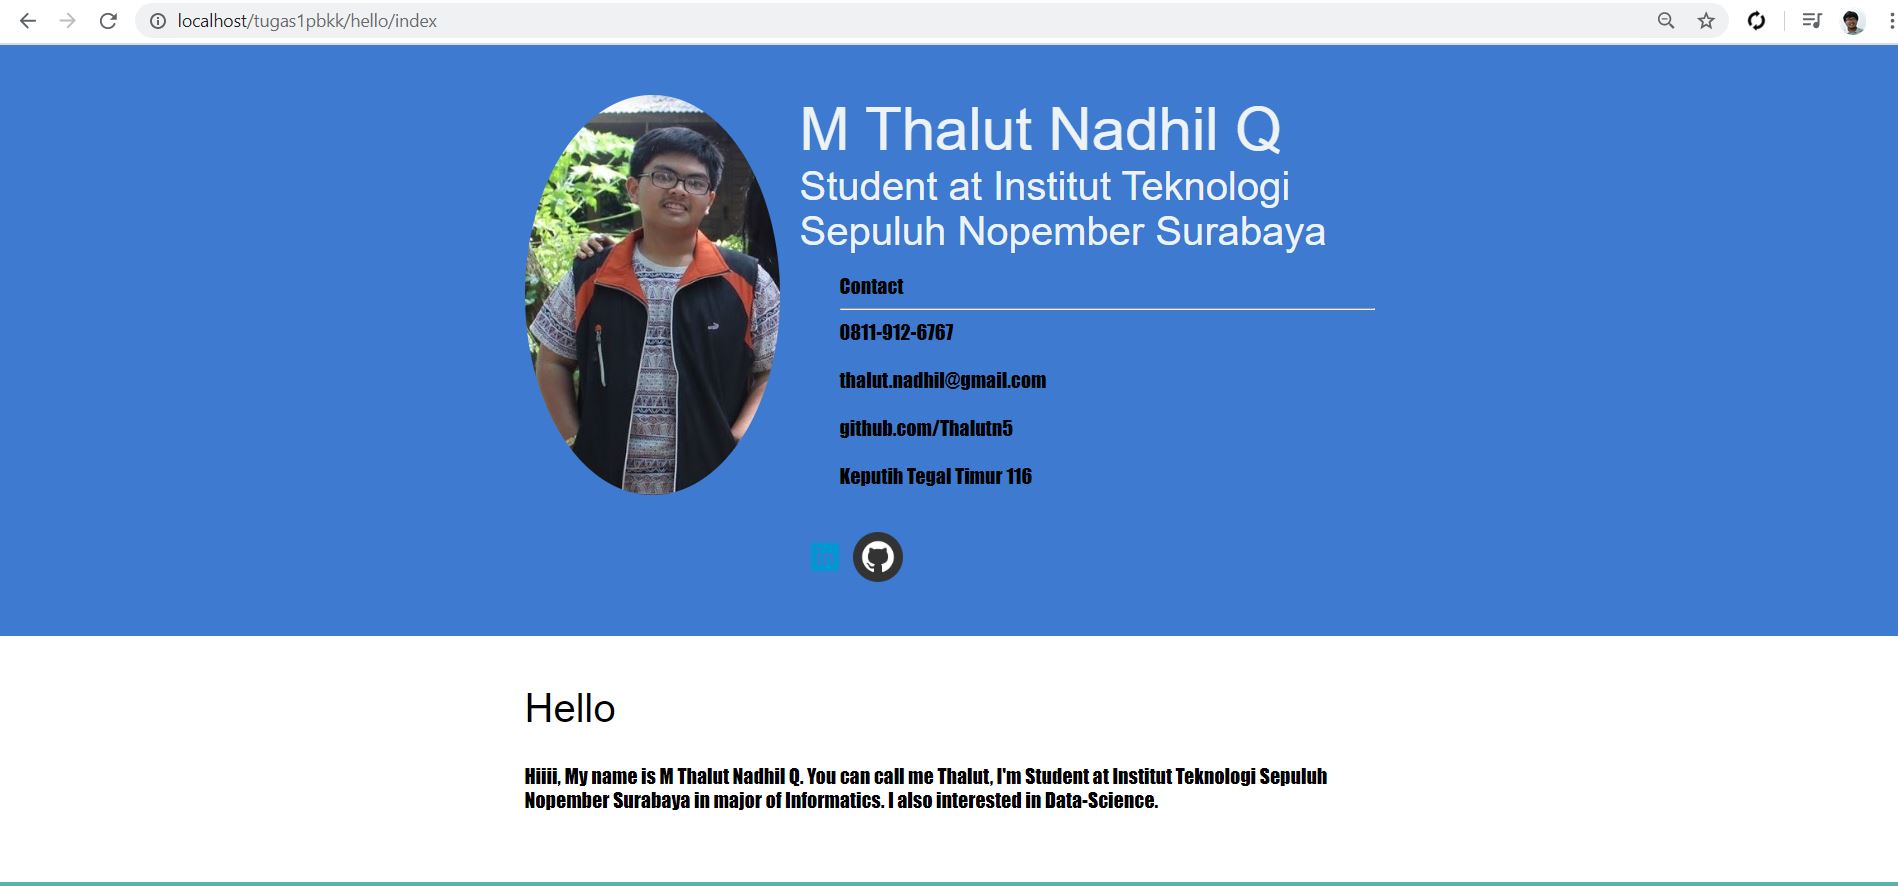 localhost/tugas1pbkk/hello/index
M Thalut Nadhil Q
Student at Institut Teknologi
Sepuluh Nopember Surabaya
Contact
0811-912-6767
thalut.nadhil@gmail.com
github.com/Thalutn5
Keputih Tegal Timur 116
in
Hello
Hiiii, My name is M Thalut Nadhil Q. You can call me Thalut, I'm Student at Institut Teknologi Sepuluh
Nopember Surabaya in major of Informatics. I also interested in Data-Science.